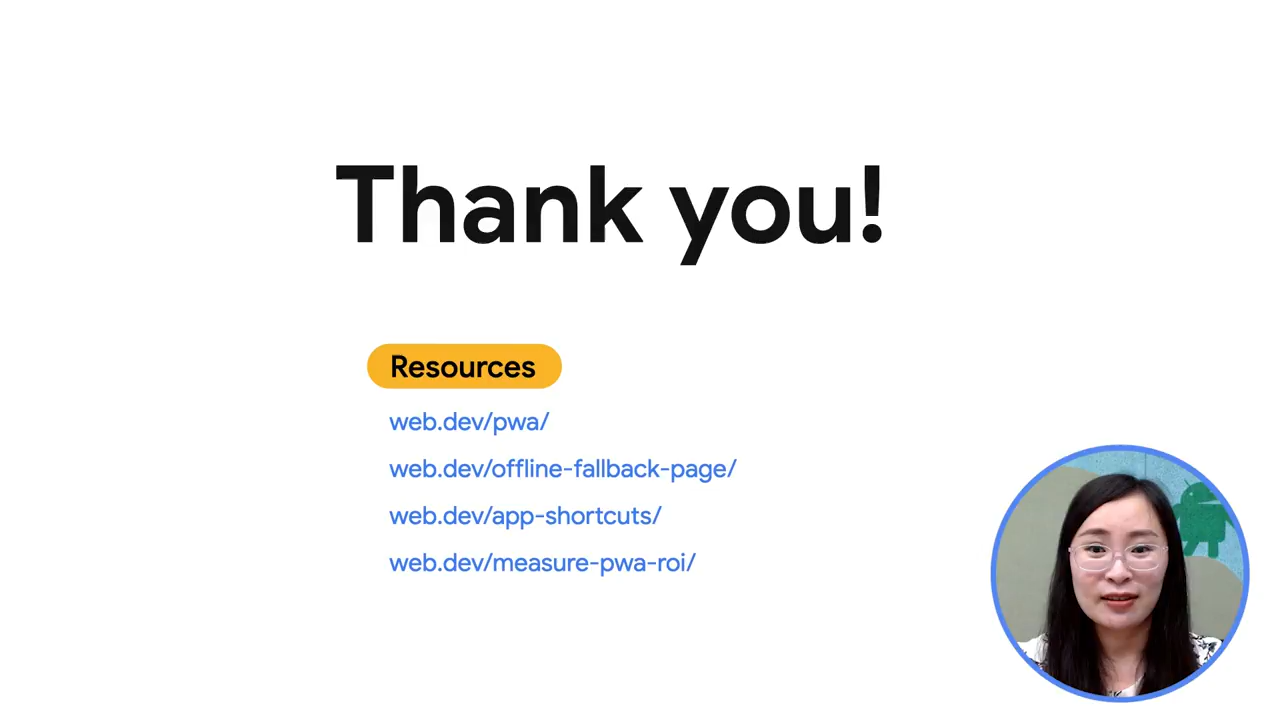 Thank you!
Resources
web.dev/pwa/
web.dev/offline-fallback-page/
web.dev/app-shortcuts/
web.dev/measure-pwa-roi/